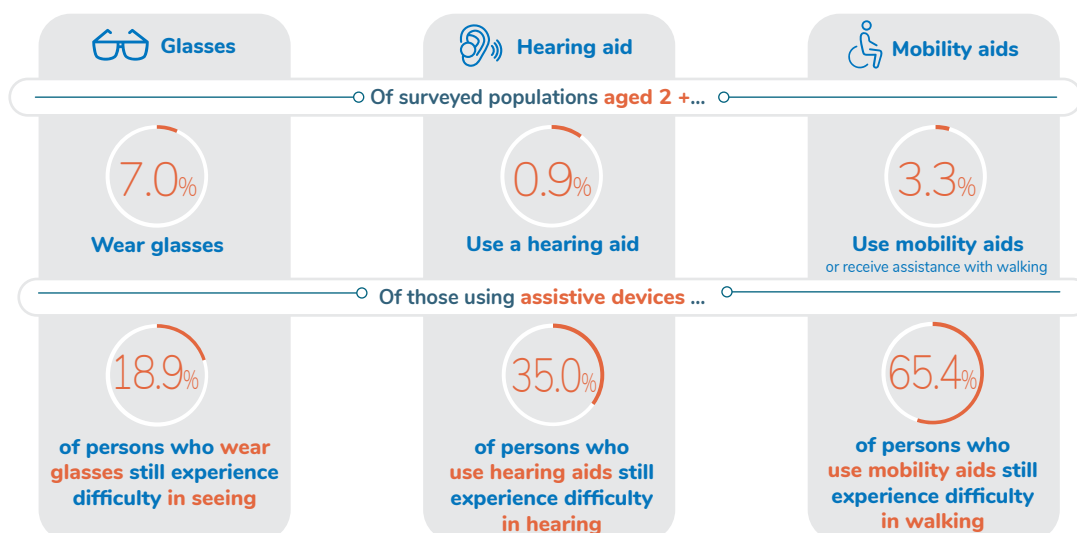 Glasses
Hearing aid
Mobility aids
Of surveyed populations aged 2 +...
7.0%
0.9%
3.3%
Wear glasses
Use a hearing aid
Use mobility aids
or receive assistance with walking
Of those using assistive devices ...
18.9%
35.0%
65.4%
of persons who wear
glasses still experience
difficulty in seeing
of persons who
use hearing aids still
experience difficulty
in hearing
of persons who
use mobility aids still
experience difficulty
in walking